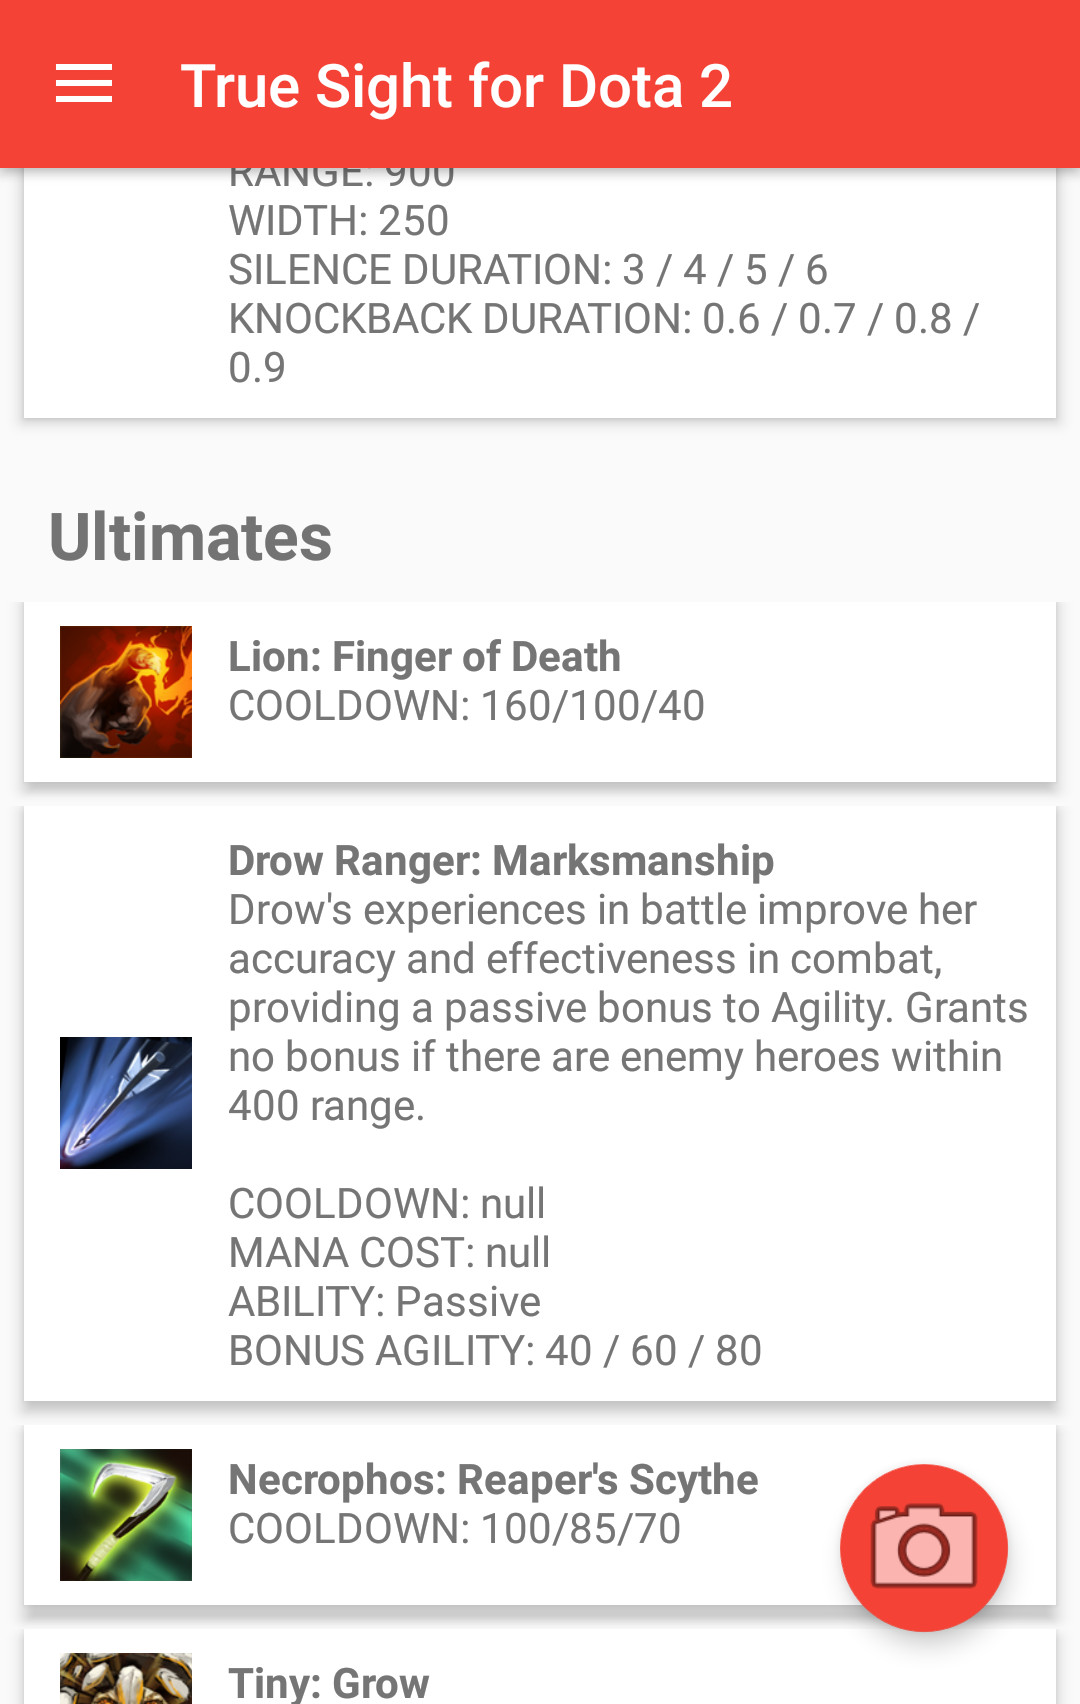 True Sight for Dota 2
RANGE: 900
WIDTH: 250
SILENCE DURATION: 3 / 4 / 5 / 6
KNOCKBACK DURATION: 0.6 / 0.7 / 0.8 /
0.9
Ultimates
Lion: Finger of Death
COOLDOWN: 160/100/40
Drow Ranger: Marksmanship
Drow's experiences in battle improve her
accuracy and effectiveness in combat,
providing a passive bonus to Agility. Grants
no bonus if there are enemy heroes within
400 range.
COOLDOWN: null
MANA COST: null
ABILITY: Passive
BONUS AGILITY: 40 / 60 / 80
Necrophos: Reaper's Scythe
COOLDOWN: 100/85/70
Tiny: Grow